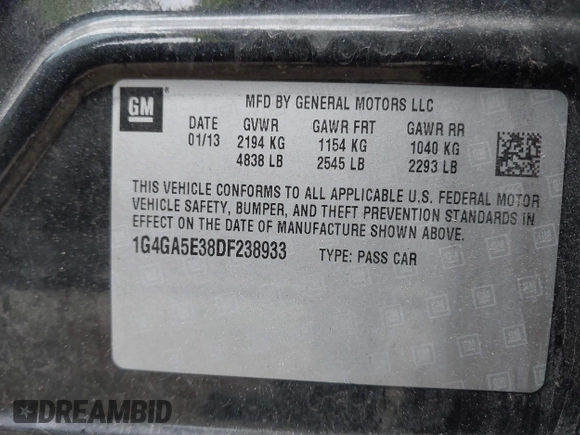 GM
MFD BY GENERAL MOTORS LLC
DATE GVWR GAWR FRT GAWR RR
01/13 2194 KG 1154 KG 1040 KG
4838 LB 2545 LB 2293 LB
THIS VEHICLE CONFORMS TO ALL APPLICABLE U.S. FEDERAL MOTOR
VEHICLE SAFETY, BUMPER, AND THEFT PREVENTION STANDARDS IN
EFFECT ON THE DATE OF MANUFACTURE SHOWN ABOVE.
1G4GA5E38DF238933 TYPE: PASS CAR
DREAMBID